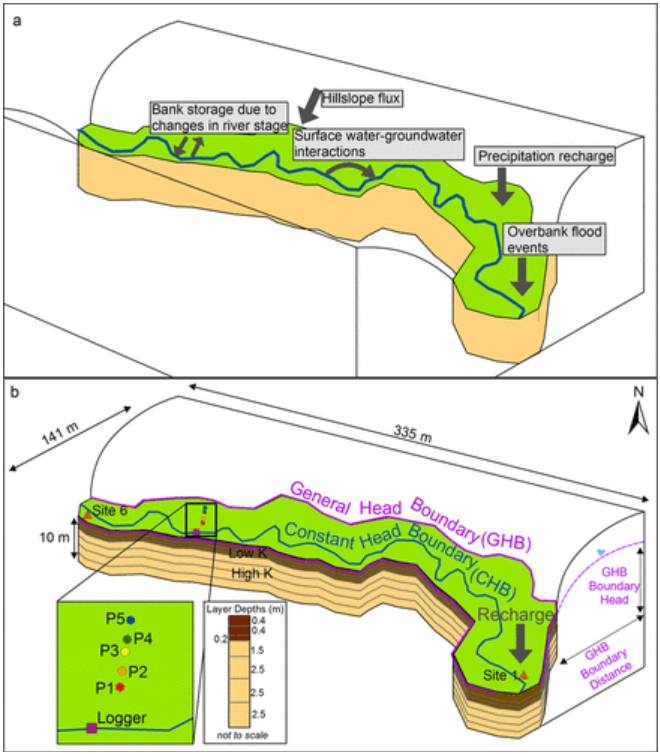 a
Hillslope flux
Bank storage due to
changes in river stage
Surface water-groundwater
interactions
Precipitation recharge
Overbank flood
events
b
N
141 m
335 m
General Head Boundary (GHB)
Constant Head Boundary (CHB)
Site 6
10 m
Low K
High K
GHB
Boundary
Head
Recharge
Site 1
GHB
Boundary
Distance
P5
P4
P3
P2
P1
Logger
Layer Depths (m)
0.4
0.4
0.2
1.5
2.5
2.5
2.5
not to scale